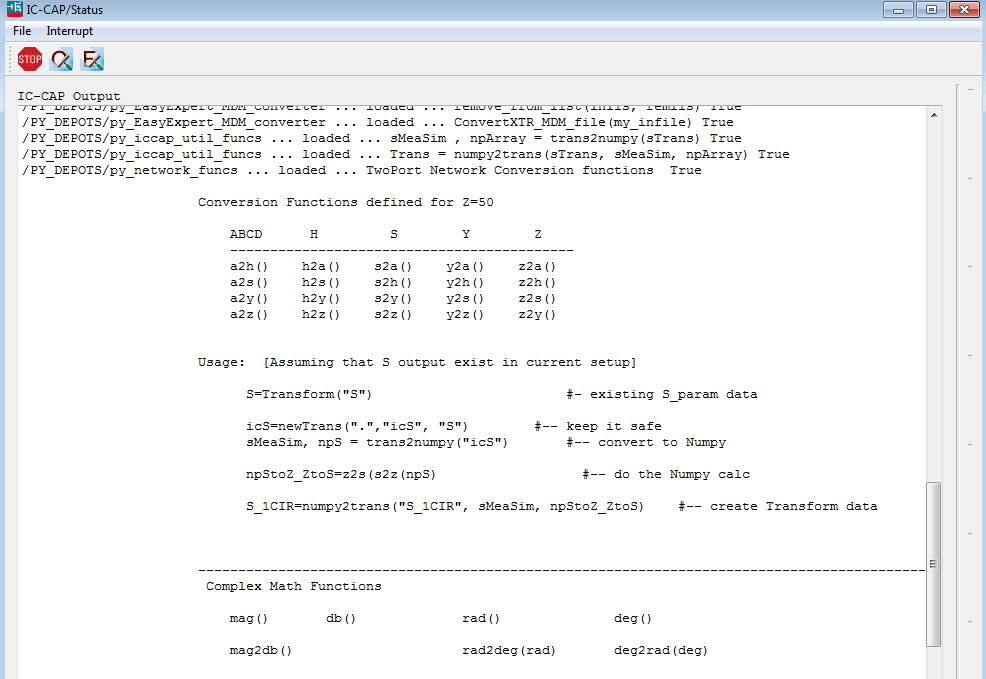 IC-CAP/Status
File Interrupt
STOP
IC-CAP Output
/PY_DEPOTS/py_EasyExpert_MDM_converter ... loaded ... remove_from_list(infls, remfls) True
/PY_DEPOTS/py_EasyExpert_MDM_converter ... loaded ... ConvertXTR_MDM_file(my_infile) True
/PY_DEPOTS/py_iccap_util_funcs ... loaded ... sMeaSim , npArray = trans2numpy(sTrans) True
/PY_DEPOTS/py_iccap_util_funcs ... loaded ... Trans = numpy2trans(sTrans, sMeaSim, npArray) True
/PY_DEPOTS/py_network_funcs ... loaded ... TwoPort Network Conversion functions  True
Conversion Functions defined for Z=50
ABCD H S Y Z
-------------------------------------------
a2h() h2a() s2a() y2a() z2a()
a2s() h2s() s2h() y2h() z2h()
a2y() h2y() s2y() y2s() z2s()
a2z() h2z() s2z() y2z() z2y()
Usage:  [Assuming that S output exist in current setup]
S=Transform("S") #- existing S_param data
icS=newTrans(".","icS", "S") #-- keep it safe
sMeaSim, npS = trans2numpy("icS") #-- convert to Numpy
npStoZ_ZtoS=z2s(s2z(npS) #-- do the Numpy calc
S_1CIR=numpy2trans("S_1CIR", sMeaSim, npStoZ_ZtoS) #-- create Transform data
-------------------------------------------------------------------------------------------
Complex Math Functions
mag() db() rad() deg()
mag2db() rad2deg(rad) deg2rad(deg)